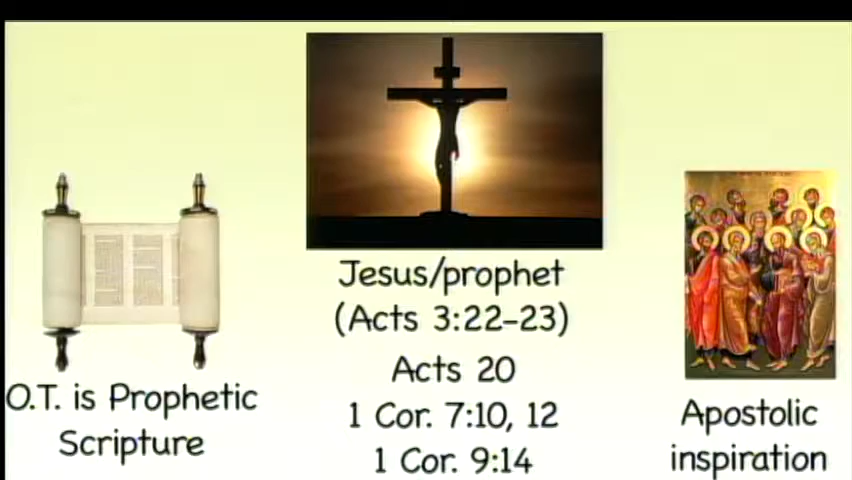 O.T. is Prophetic
Scripture
Jesus/prophet
(Acts 3:22-23)
Acts 20
1 Cor. 7:10, 12
1 Cor. 9:14
Apostolic
inspiration